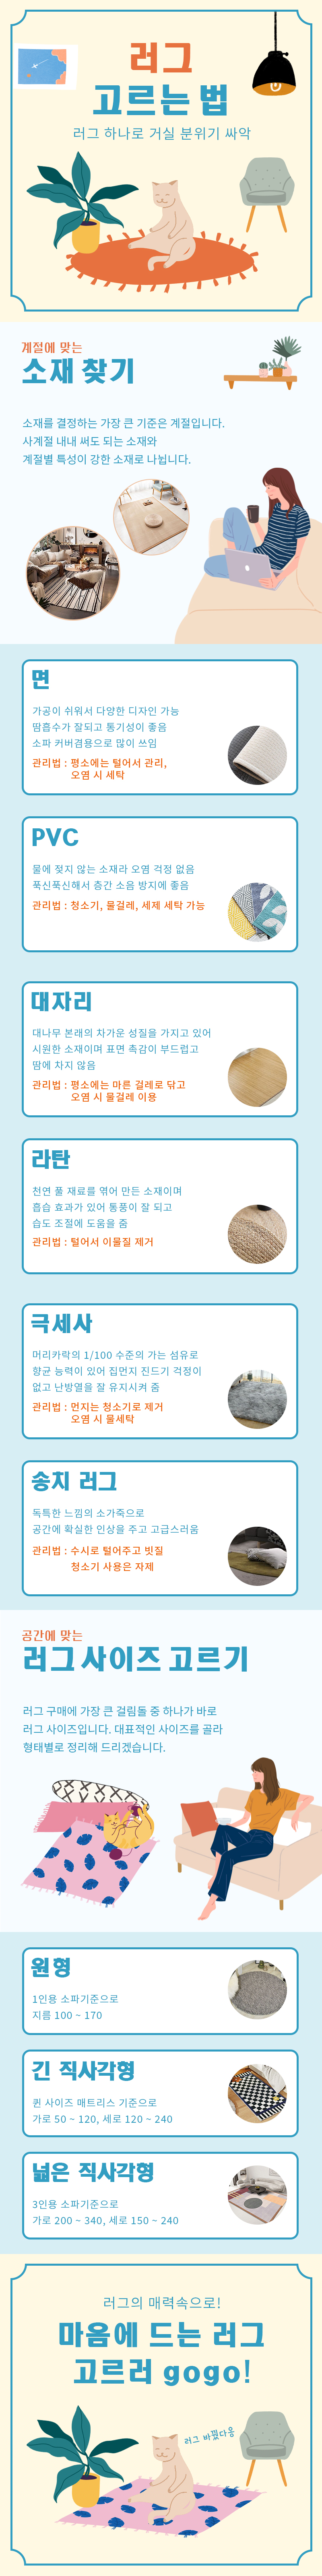 러그
고르는 법
러그 하나로 거실 분위기 싸악
계절에 맞는
소재 찾기
소재를 결정하는 가장 큰 기준은 계절입니다.
사계절 내내 써도 되는 소재와
계절별 특성이 강한 소재로 나뉩니다.
면
가공이 쉬워서 다양한 디자인 가능
땀흡수가 잘되고 통기성이 좋음
소파 커버겸용으로 많이 쓰임
관리법 : 평소에는 털어서 관리,
오염 시 세탁
PVC
물에 젖지 않는 소재라 오염 걱정 없음
푹신푹신해서 층간 소음 방지에 좋음
관리법 : 청소기, 물걸레, 세제 세탁 가능
대자리
대나무 본래의 차가운 성질을 가지고 있어
시원한 소재이며 표면 촉감이 부드럽고
땀에 차지 않음
관리법 : 평소에는 마른 걸레로 닦고
오염 시 물걸레 이용
라탄
천연 풀 재료를 엮어 만든 소재이며
흡습 효과가 있어 통풍이 잘 되고
습도 조절에 도움을 줌
관리법 : 털어서 이물질 제거
극세사
머리카락의 1/100 수준의 가는 섬유로
항균 능력이 있어 집먼지 진드기 걱정이
없고 난방열을 잘 유지시켜 줌
관리법 : 먼지는 청소기로 제거
오염 시 물세탁
송치 러그
독특한 느낌의 소가죽으로
공간에 확실한 인상을 주고 고급스러움
관리법 : 수시로 털어주고 빗질
청소기 사용은 자제
공간에 맞는
러그 사이즈 고르기
러그 구매에 가장 큰 걸림돌 중 하나가 바로
러그 사이즈입니다. 대표적인 사이즈를 골라
형태별로 정리해 드리겠습니다.
원형
1인용 소파기준으로
지름 100 ~ 170
긴 직사각형
퀸 사이즈 매트리스 기준으로
가로 50 ~ 120, 세로 120 ~ 240
넓은 직사각형
3인용 소파기준으로
가로 200 ~ 340, 세로 150 ~ 240
러그의 매력속으로!
마음에 드는 러그
고르러 gogo!
러그 바꿨다옹